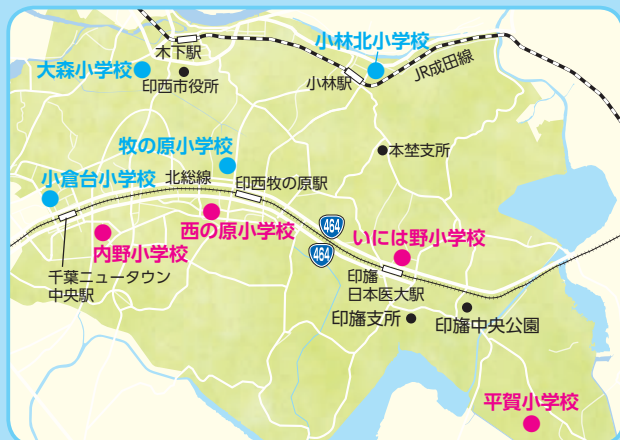 木下駅
小林北小学校
大森小学校
印西市役所
小林駅
JR成田線
牧の原小学校
本埜支所
小倉台小学校
北総線
印西牧の原駅
464
西の原小学校
464
いには野小学校
内野小学校
千葉ニュータウン
中央駅
印旛
日本医大駅
印旛支所
印旛中央公園
平賀小学校